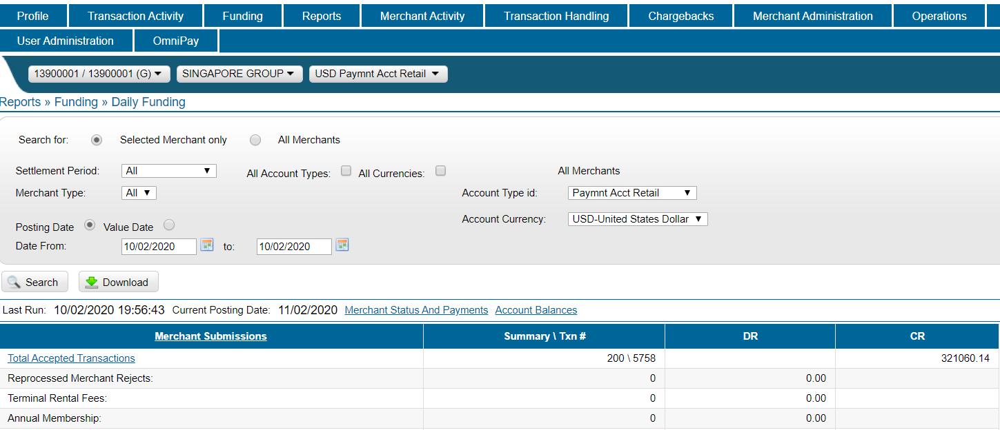 Profile Transaction Activity Funding Reports Merchant Activity Transaction Handling Chargebacks Merchant Administration Operations
User Administration OmniPay
13900001 / 13900001 (G) SINGAPORE GROUP USD Paymnt Acct Retail
Reports » Funding » Daily Funding
Search for: Selected Merchant only All Merchants
Settlement Period: All All Account Types: All Currencies: All Merchants
Merchant Type: All Account Type id: Paymnt Acct Retail
Account Currency: USD-United States Dollar
Posting Date Value Date
Date From: 10/02/2020 to: 10/02/2020
Search Download
Last Run: 10/02/2020 19:56:43 Current Posting Date: 11/02/2020 Merchant Status And Payments Account Balances
Merchant Submissions Summary \ Txn # DR CR
Total Accepted Transactions 200 \ 5758 321060.14
Reprocessed Merchant Rejects: 0 0.00
Terminal Rental Fees: 0 0.00
Annual Membership: 0 0.00